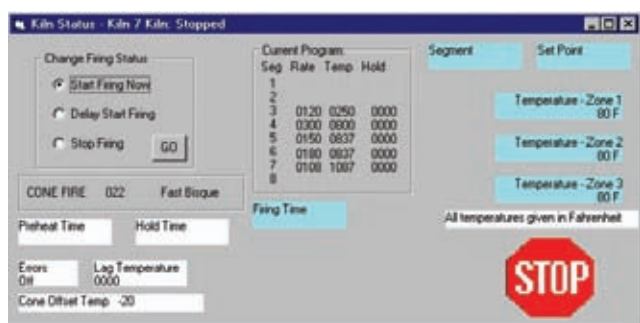 Kiln Status - Kiln 7 Kiln: Stopped
Change Firing Status
Start Firing Now
Delay Start Firing
Stop Firing
GO
CONE FIRE 022 Fast Bisque
Preheat Time
Hold Time
Errors
Off
Lag Temperature
0000
Cone Offset Temp -20
Current Program:
Seg Rate Temp Hold
1
2
3 0120 0250 0000
4 0300 0800 0000
5 0150 0837 0000
6 0180 0837 0000
7 0108 1087 0000
8
Firing Time
Segment
Set Point
Temperature - Zone 1
80 F
Temperature - Zone 2
80 F
Temperature - Zone 3
80 F
All temperatures given in Fahrenheit
STOP